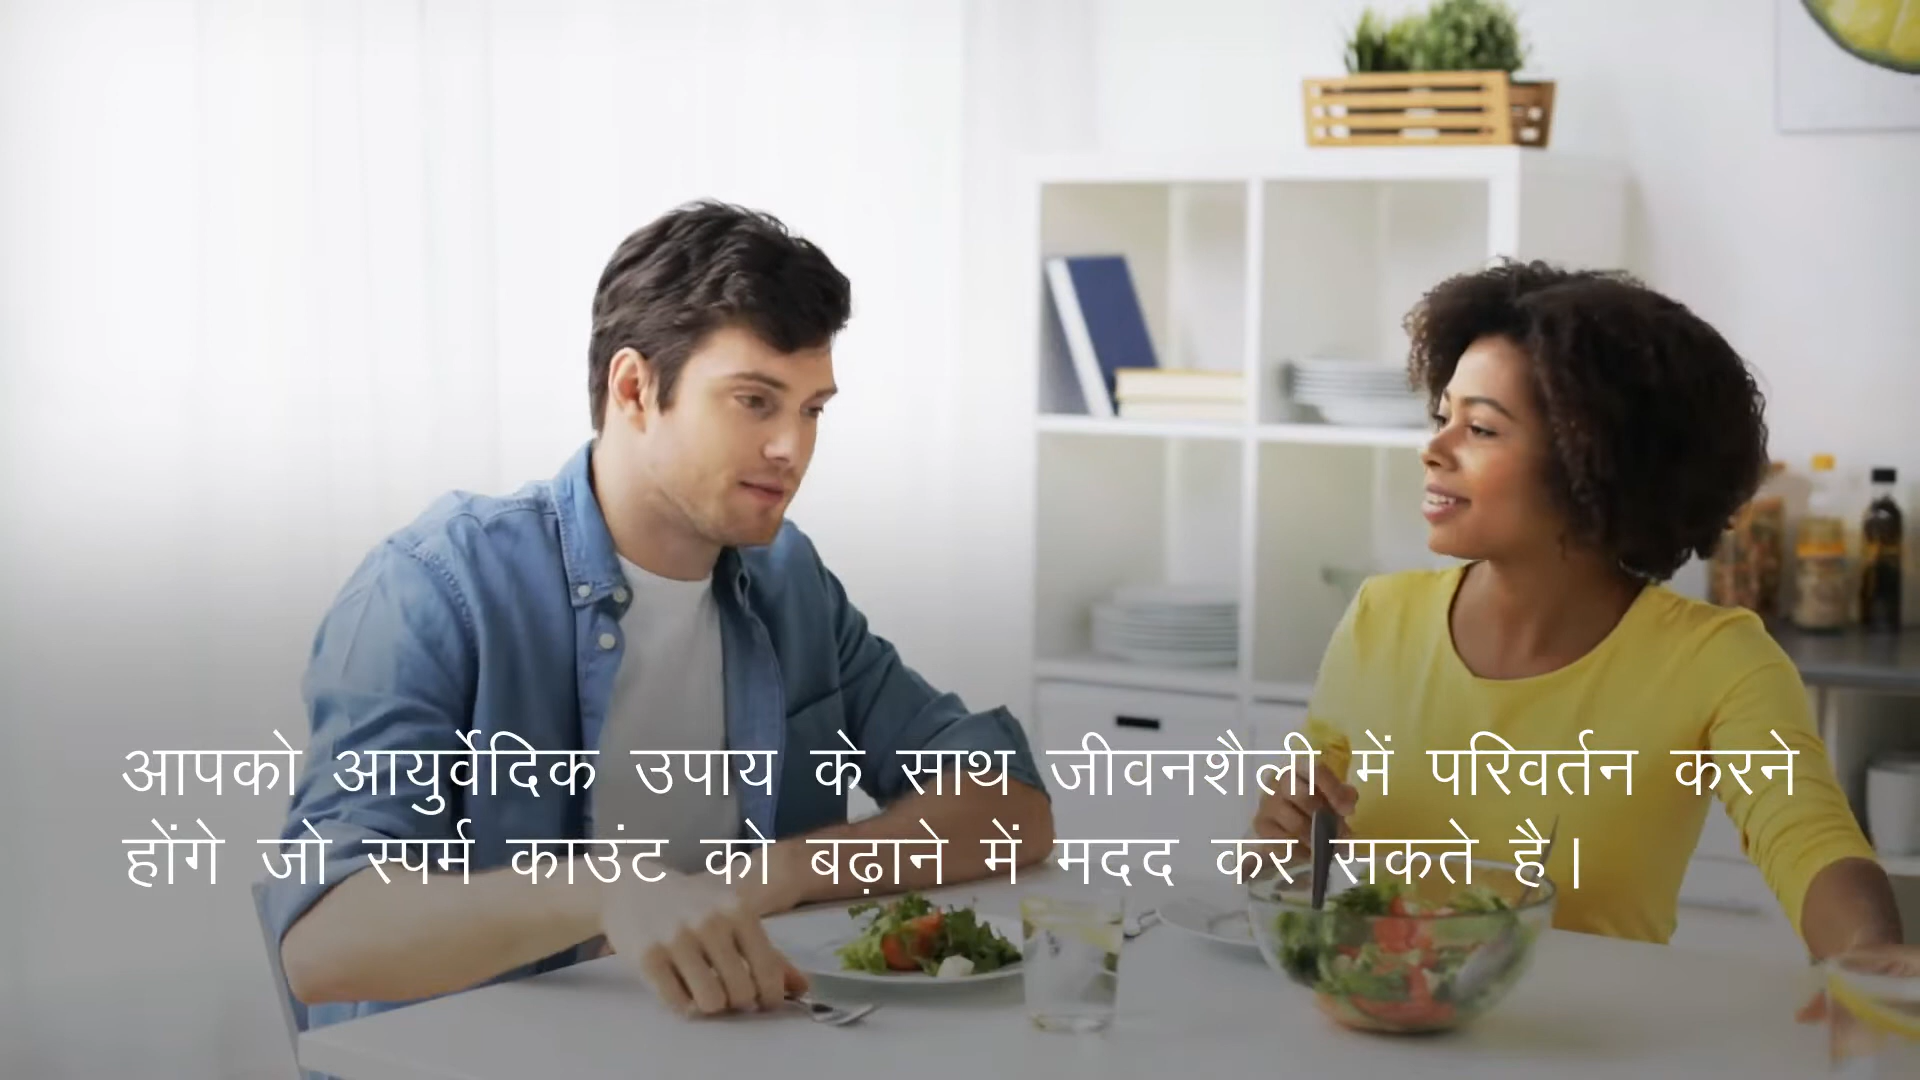 आपको आयुर्वेदिक उपाय के साथ जीवनशैली में परिवर्तन करने
होंगे जो स्पर्म काउंट को बढ़ाने में मदद कर सकते है।